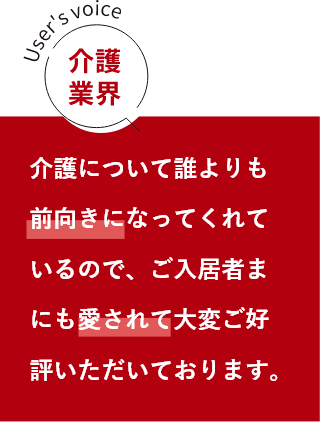 User's voice
介護
業界
介護について誰よりも
前向きになってくれて
いるので、ご入居者ま
にも愛されて大変ご好
評いただいております。